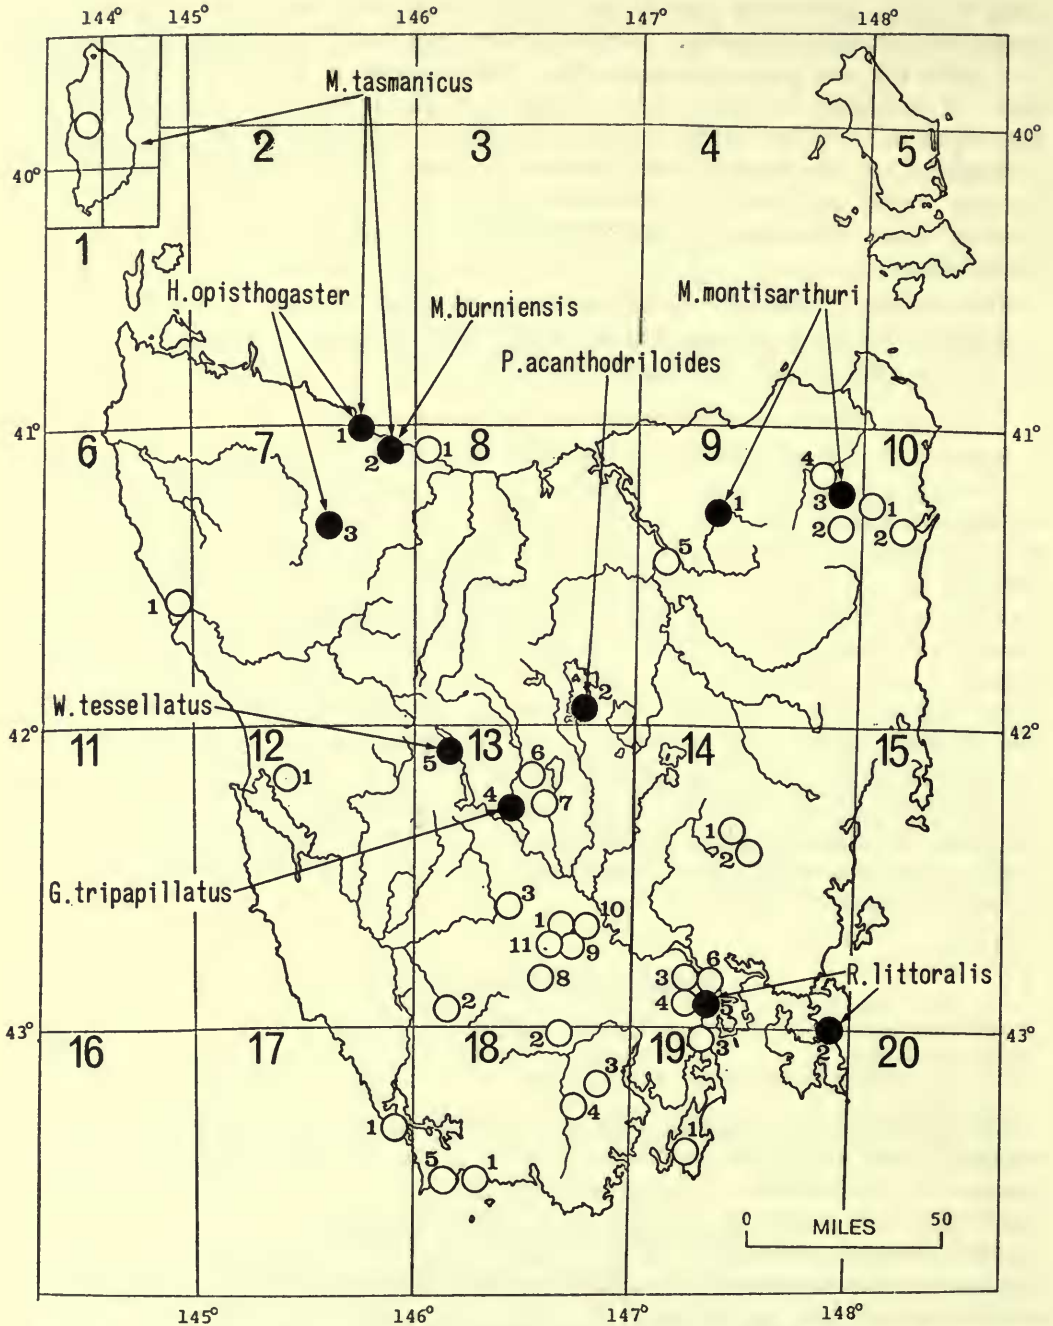 144° 145° 146° 147° 148°
M.tasmanicus
2 3 4 5 40°
40°
1
H.opisthogaster M.burniensis M.montisarthuri
P.acanthodriloides
41° 6 7 1 2 1 8 9 4 10 41°
3 1 3 1
2 2
5
1
W.tessellatus 2
42°
11 12 13 14 15 42°
1 5 6
4 7
1
2
G.tripapillatus
3
1 10
11 9
8 3 6
R.littoralis
2 4 5
43° 43°
16 17 18 2 19 3 2 20
3
4
1 1
5 1
0 50
MILES
145° 146° 147° 148°